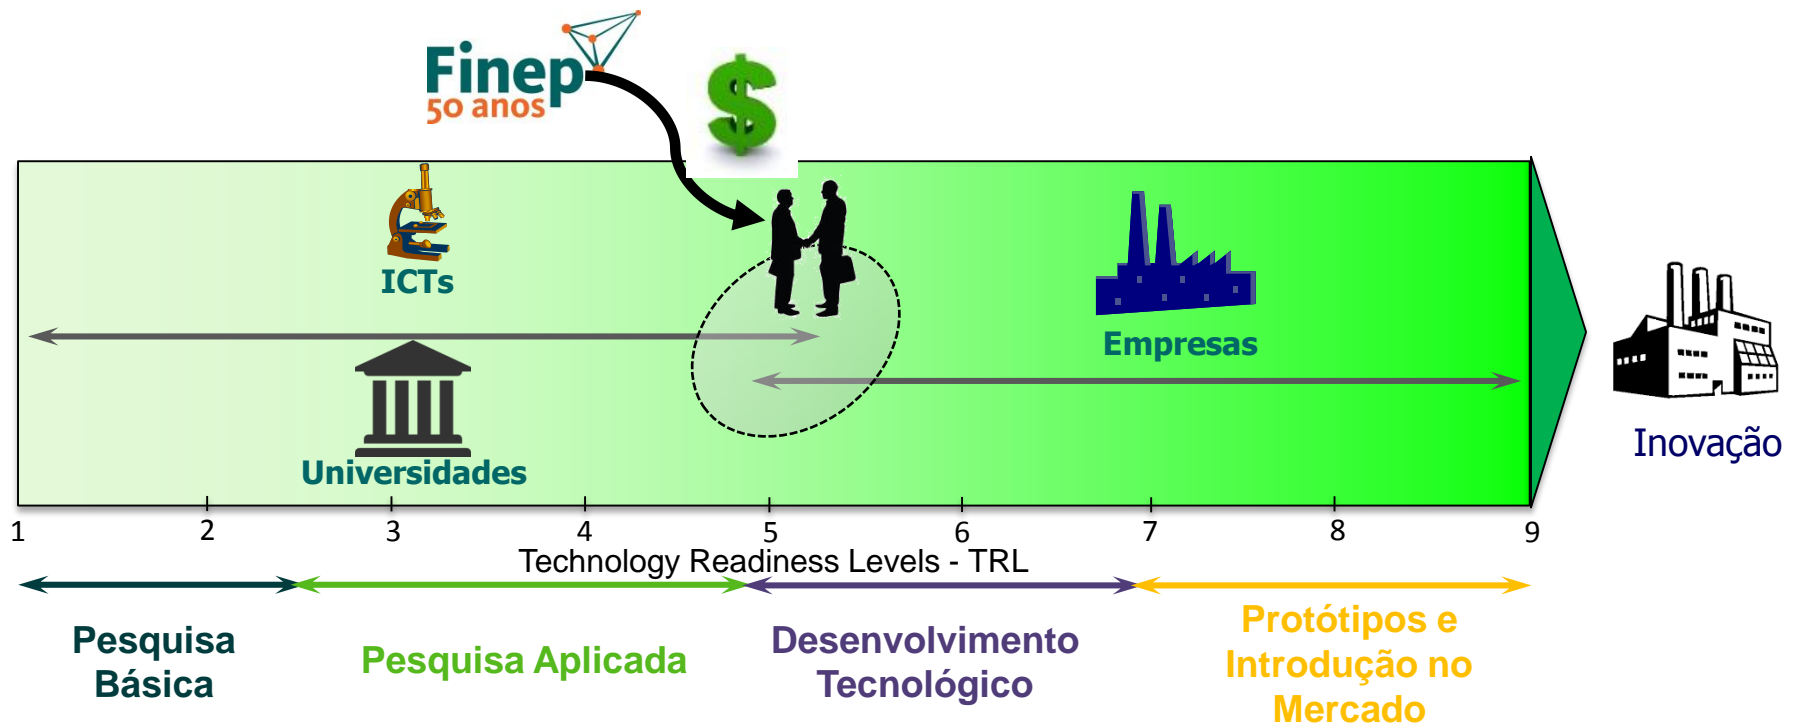 Finep
50 anos
ICTs
Empresas
Universidades
Inovação
1 2 3 4 5 6 7 8 9
Technology Readiness Levels - TRL
Pesquisa
Básica
Pesquisa Aplicada
Desenvolvimento
Tecnológico
Protótipos e
Introdução no
Mercado